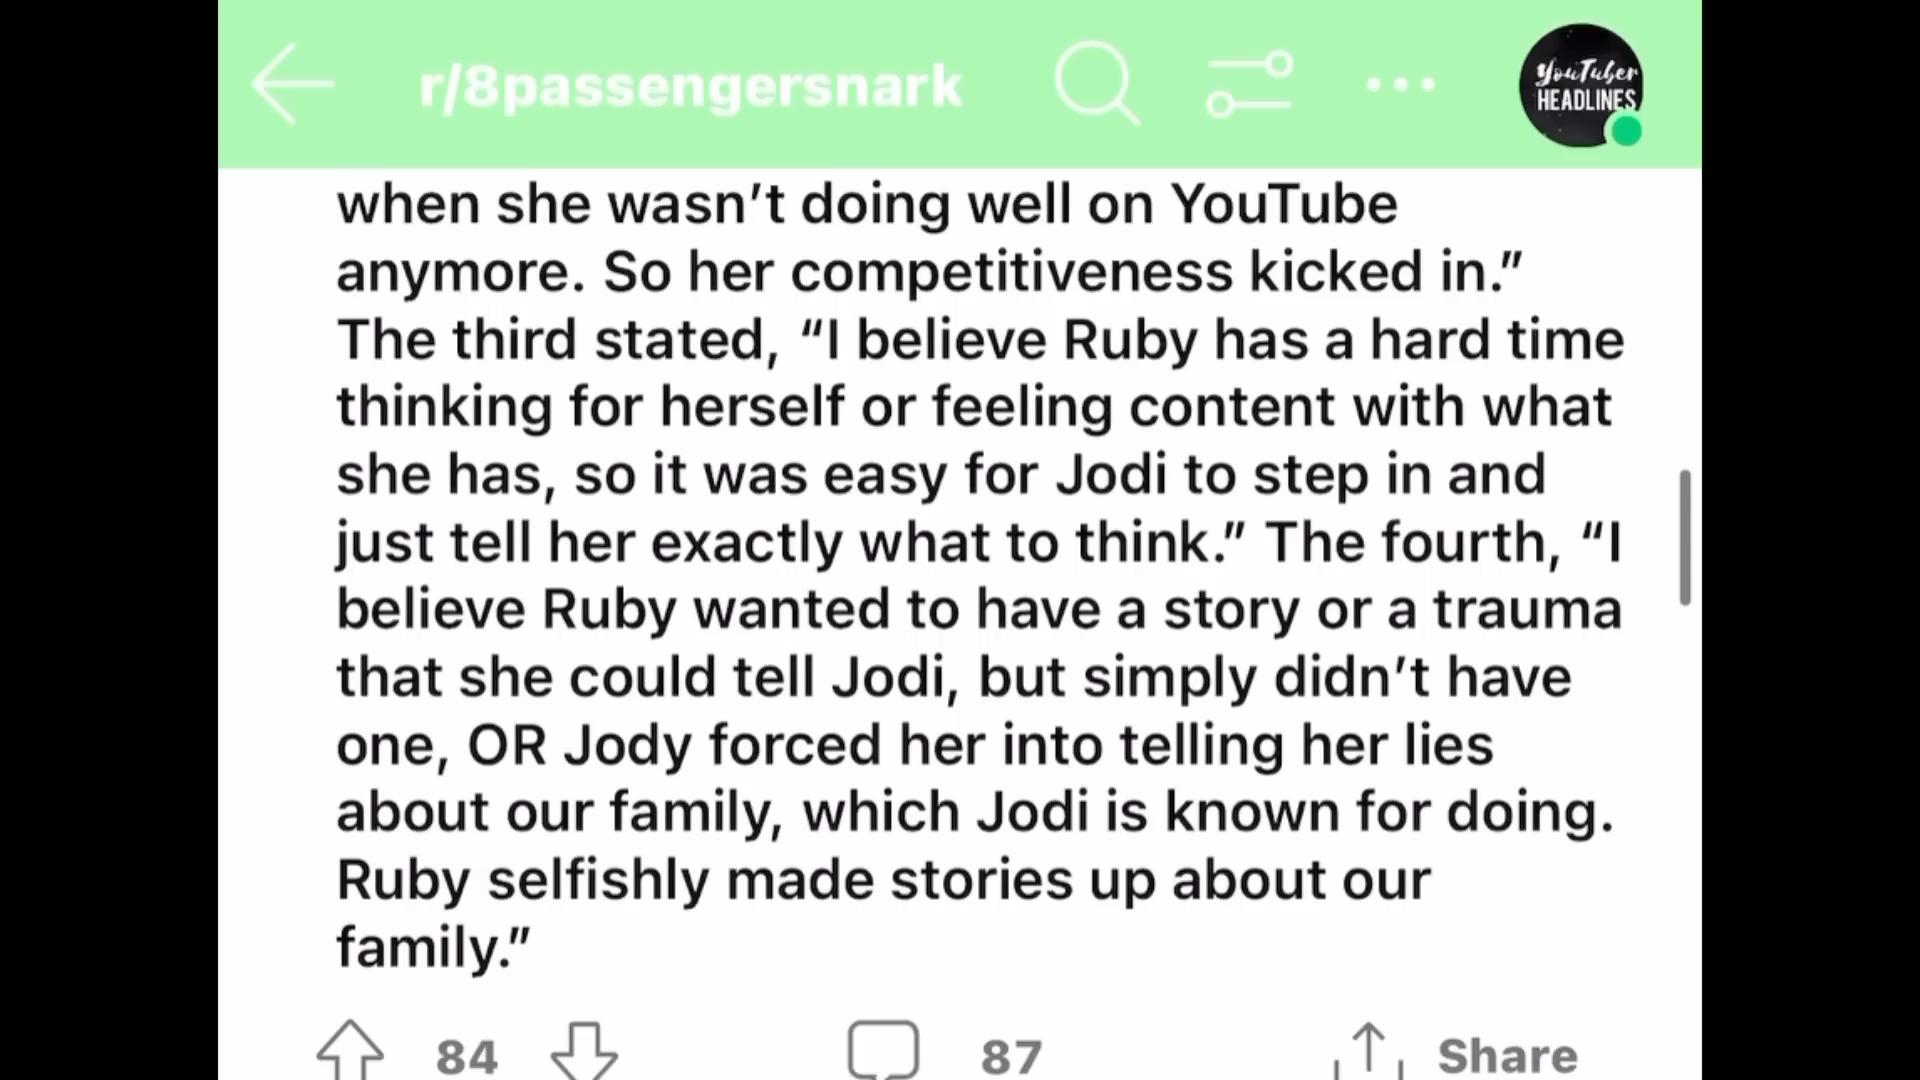 r/8passengersnark
YouTuber
HEADLINES
when she wasn’t doing well on YouTube
anymore. So her competitiveness kicked in.”
The third stated, “I believe Ruby has a hard time
thinking for herself or feeling content with what
she has, so it was easy for Jodi to step in and
just tell her exactly what to think.” The fourth, “I
believe Ruby wanted to have a story or a trauma
that she could tell Jodi, but simply didn’t have
one, OR Jody forced her into telling her lies
about our family, which Jodi is known for doing.
Ruby selfishly made stories up about our
family.”
84 87 Share